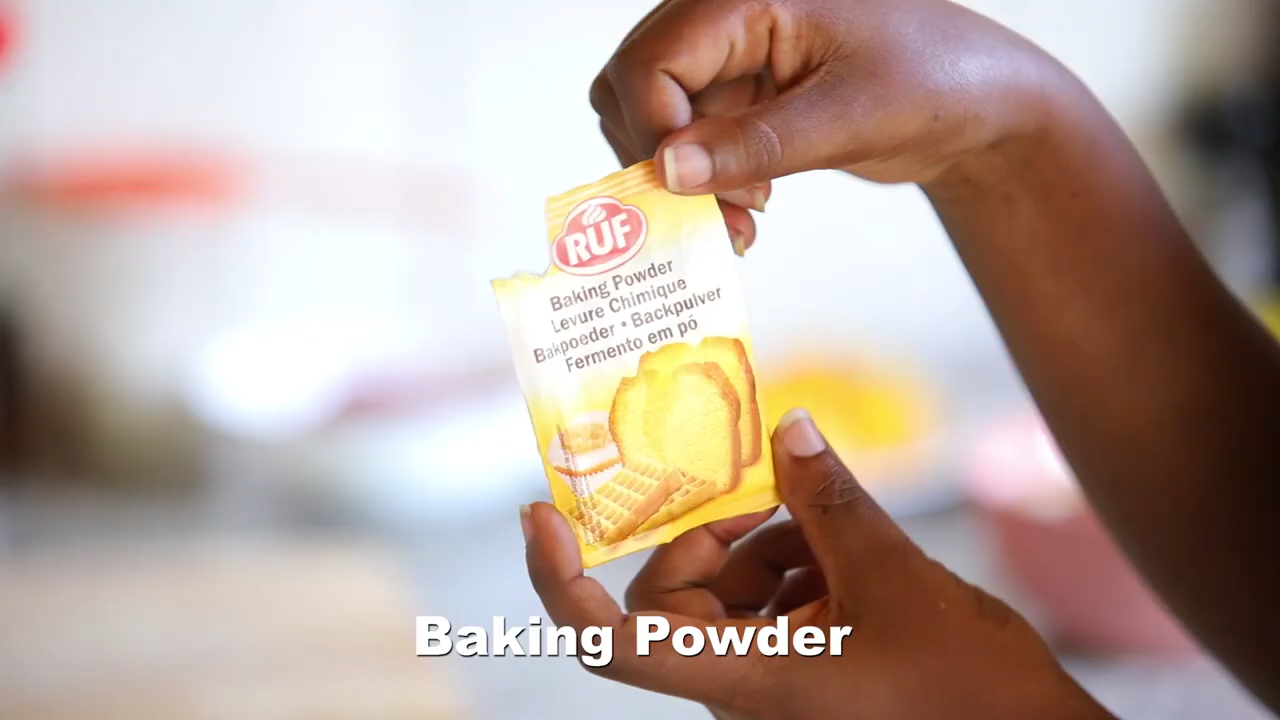 RUF
Baking Powder
Levure Chimique
Bakpoeder • Backpulver
Fermento em pó
Baking Powder